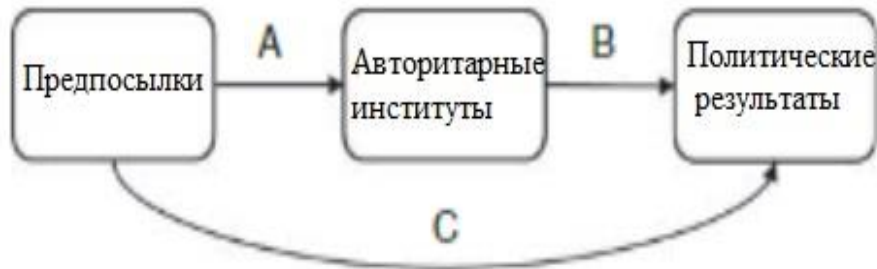 A
B
Предпосылки
Авторитарные
институты
Политические
результаты
C